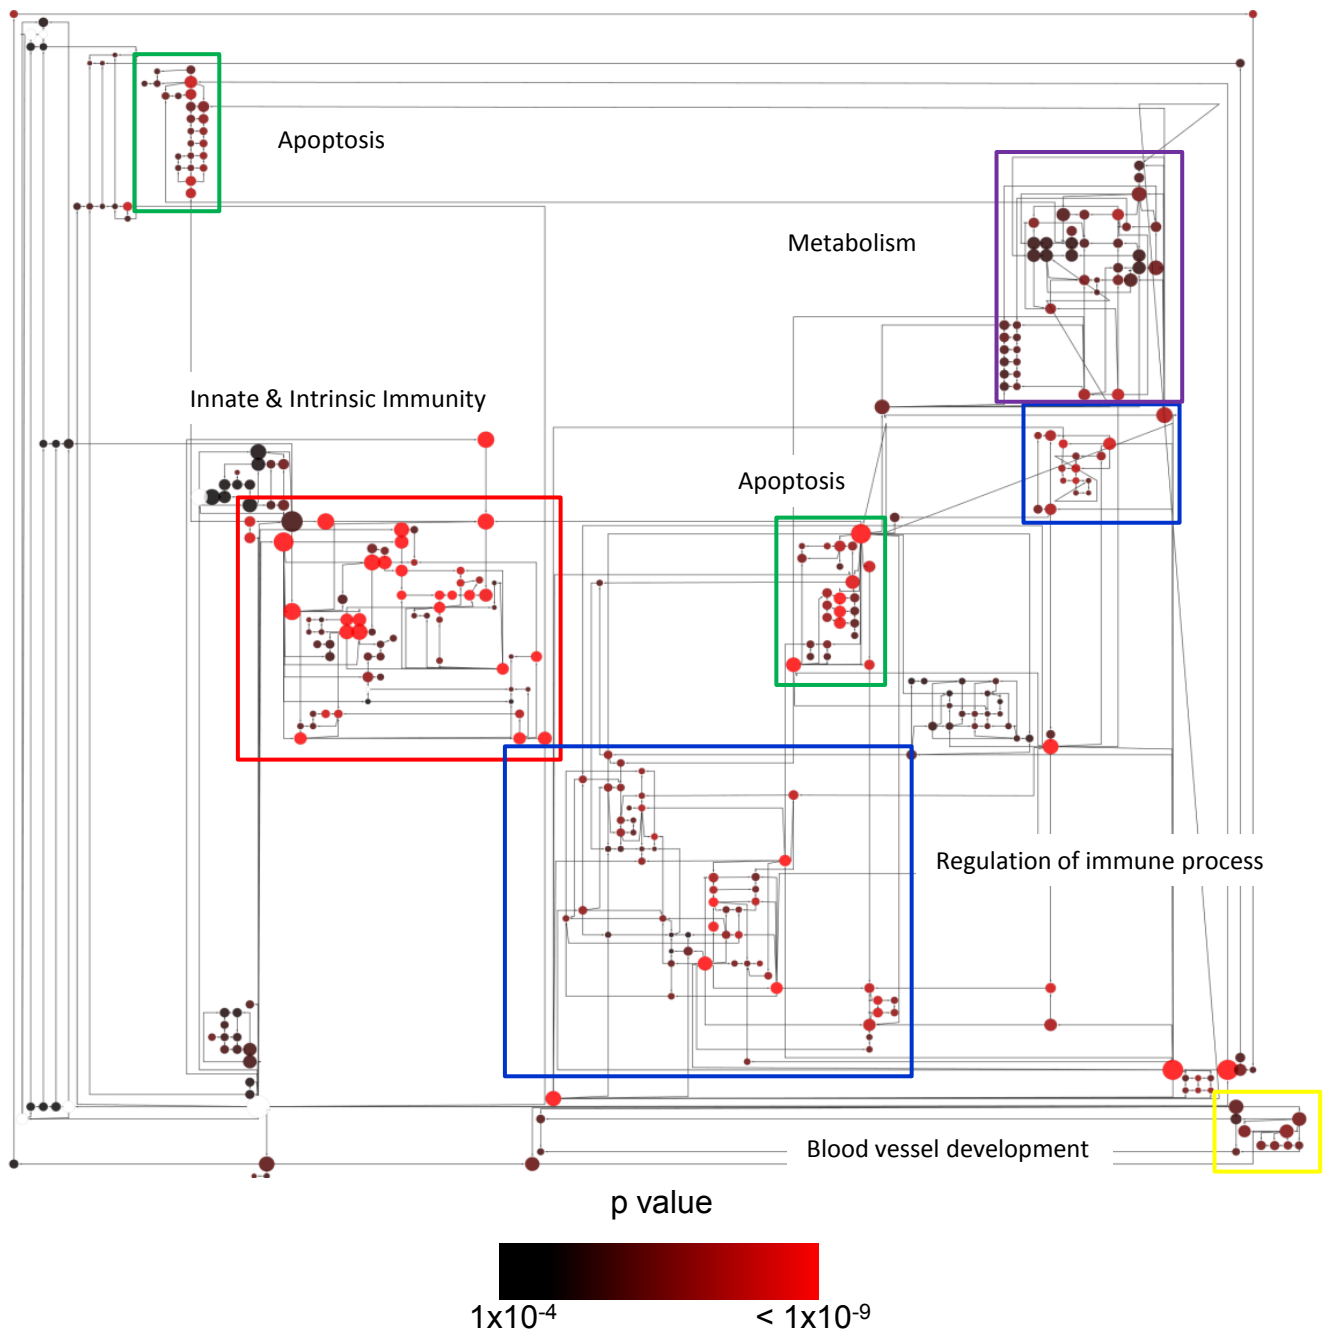 Apoptosis
Metabolism
Innate & Intrinsic Immunity
Apoptosis
Regulation of immune process
Blood vessel development
p value
1x10⁻⁴
< 1x10⁻⁹